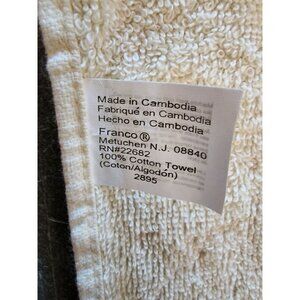 Made in Cambodia
Fabriqué en Cambodia
Hecho en Cambodia
Franco®
Metuchen N.J. 08840
RN#22682
100% Cotton Towel
(Coton/Algodón)
2895